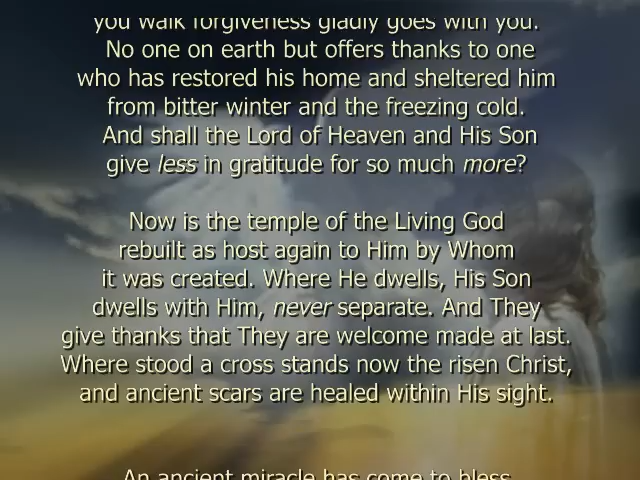 you walk forgiveness gladly goes with you.
No one on earth but offers thanks to one
who has restored his home and sheltered him
from bitter winter and the freezing cold.
And shall the Lord of Heaven and His Son
give less in gratitude for so much more?
Now is the temple of the Living God
rebuilt as host again to Him by Whom
it was created. Where He dwells, His Son
dwells with Him, never separate. And They
give thanks that They are welcome made at last.
Where stood a cross stands now the risen Christ,
and ancient scars are healed within His sight.
An ancient miracle has come to bless